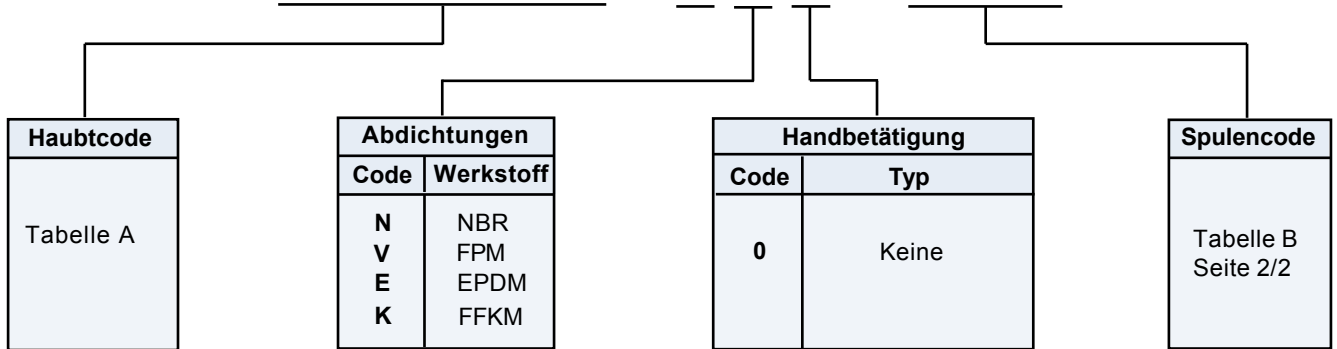 Haubtcode
Tabelle A
Abdichtungen
Code Werkstoff
N NBR
V FPM
E EPDM
K FFKM
Handbetätigung
Code Typ
0 Keine
Spulencode
Tabelle B
Seite 2/2